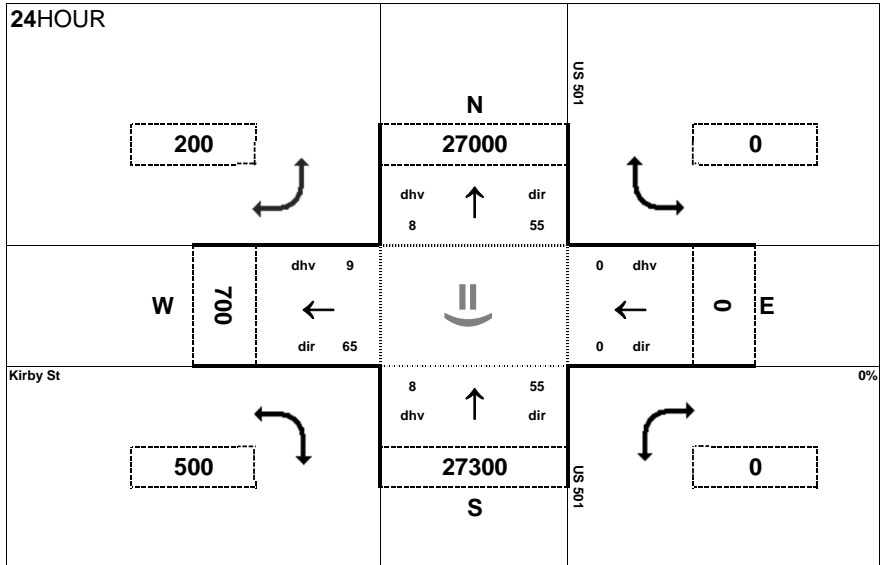 24HOUR
US 501
N
200
27000
0
dhv
dir
8
55
dhv 9
0 dhv
W
700
0
E
dir 65
0 dir
Kirby St
0%
8
55
dhv
dir
500
27300
0
US 501
S